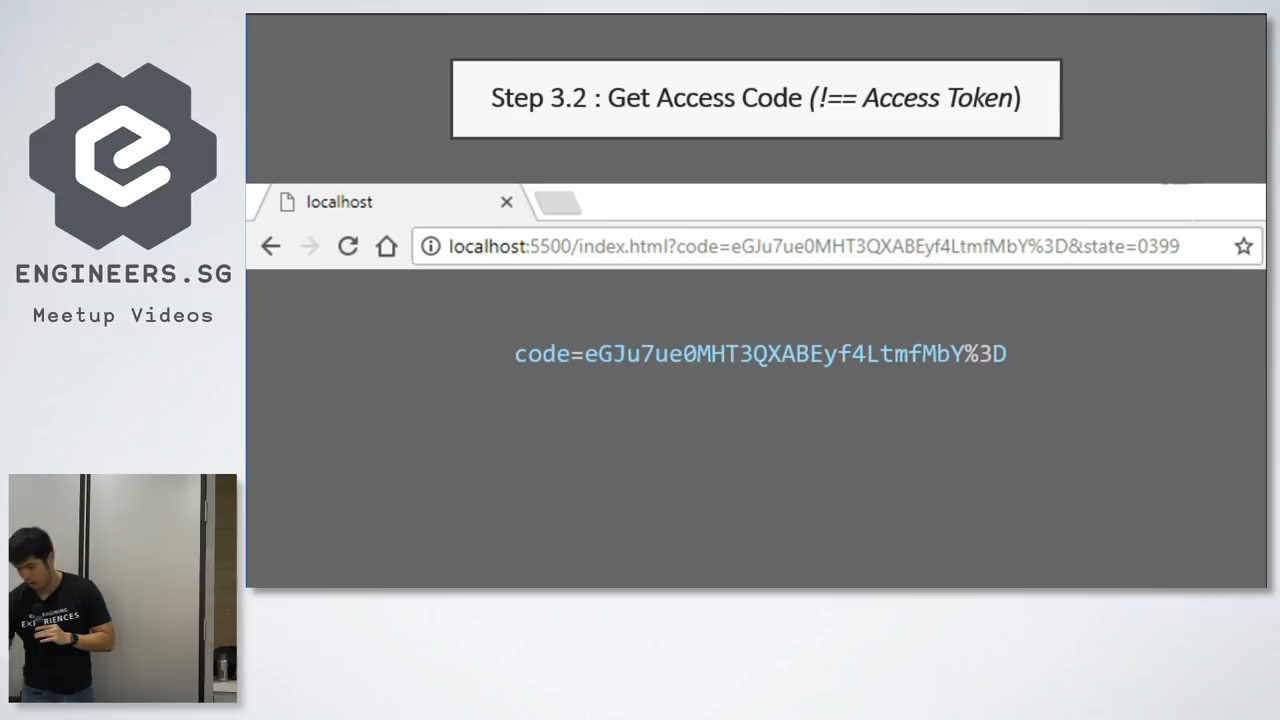 Step 3.2 : Get Access Code (!== Access Token)
localhost
localhost:5500/index.html?code=eGJu7ue0MHT3QXABEyf4LtmfMbY%3D&state=0399
code=eGJu7ue0MHT3QXABEyf4LtmfMbY%3D
ENGINEERS.SG
Meetup Videos